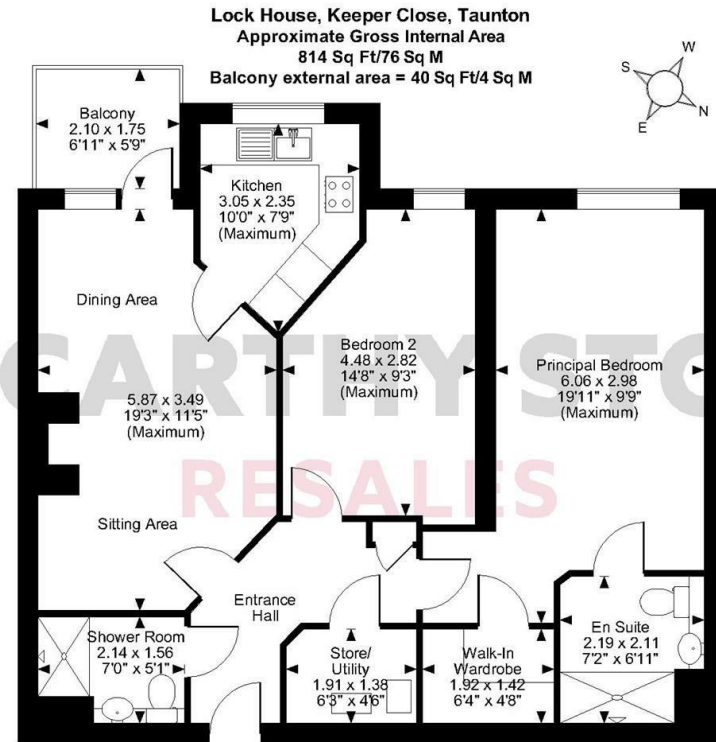 Lock House, Keeper Close, Taunton
Approximate Gross Internal Area
814 Sq Ft/76 Sq M
Balcony external area = 40 Sq Ft/4 Sq M
W
S
N
E
Balcony
2.10 x 1.75
6'11" x 5'9"
Kitchen
3.05 x 2.35
10'0" x 7'9"
(Maximum)
Dining Area
Bedroom 2
4.48 x 2.82
14'8" x 9'3"
(Maximum)
Principal Bedroom
6.06 x 2.98
19'11" x 9'9"
(Maximum)
5.87 x 3.49
19'3" x 11'5"
(Maximum)
CARTHY STO
RESALES
Sitting Area
Entrance
Hall
Shower Room
2.14 x 1.56
7'0" x 5'1"
Store/
Utility
1.91 x 1.38
6'3" x 4'6"
Walk-In
Wardrobe
1.92 x 1.42
6'4" x 4'8"
En Suite
2.19 x 2.11
7'2" x 6'11"